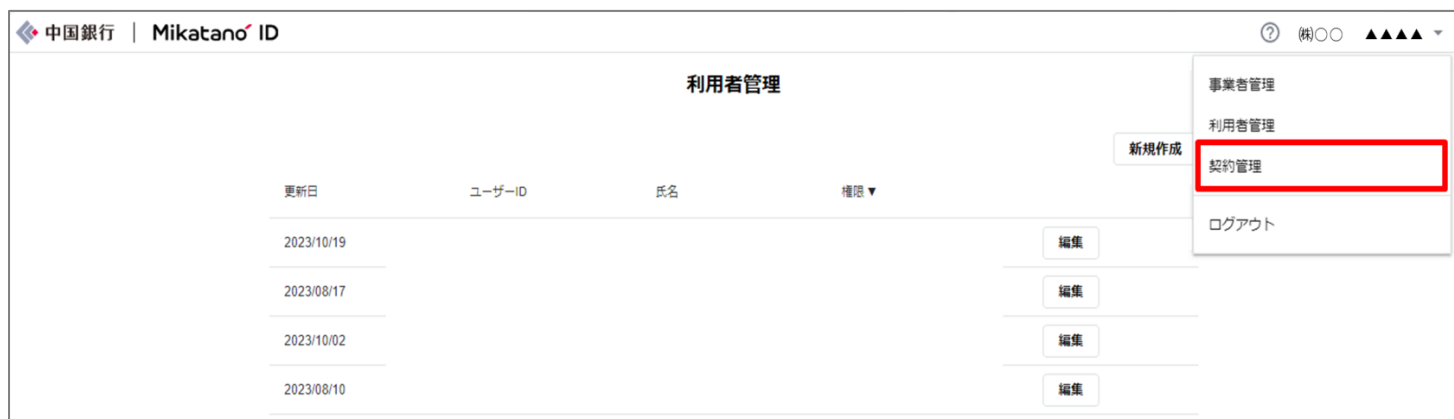 中国銀行 | Mikatano ID
? ㈱○○ ▲▲▲▲ ▼
利用者管理
事業者管理
利用者管理
契約管理
ログアウト
新規作成
更新日 ユーザーID 氏名 権限▼
2023/10/19 編集
2023/08/17 編集
2023/10/02 編集
2023/08/10 編集